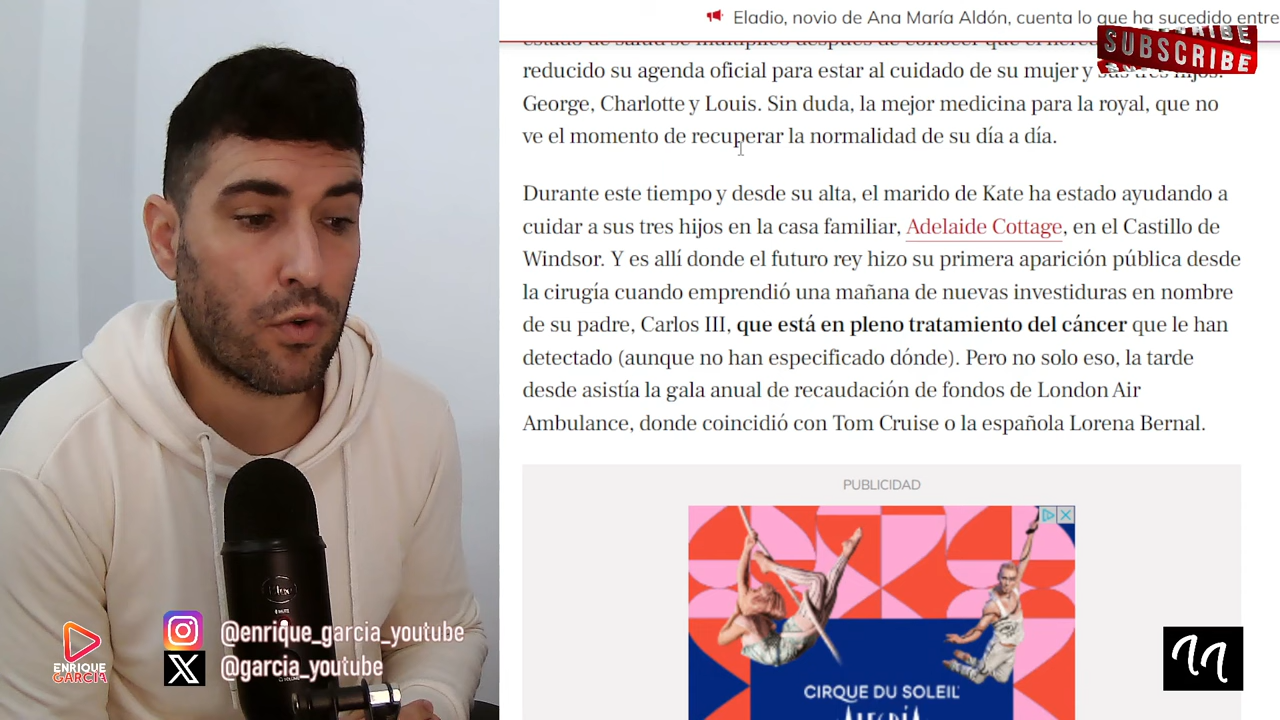 Eladio, novio de Ana María Aldón, cuenta lo que ha sucedido entre
SUBSCRIBE
reducido su agenda oficial para estar al cuidado de su mujer y sus tres hijos.
George, Charlotte y Louis. Sin duda, la mejor medicina para la royal, que no
ve el momento de recuperar la normalidad de su día a día.
Durante este tiempo y desde su alta, el marido de Kate ha estado ayudando a
cuidar a sus tres hijos en la casa familiar, Adelaide Cottage, en el Castillo de
Windsor. Y es allí donde el futuro rey hizo su primera aparición pública desde
la cirugía cuando emprendió una mañana de nuevas investiduras en nombre
de su padre, Carlos III, que está en pleno tratamiento del cáncer que le han
detectado (aunque no han especificado dónde). Pero no solo eso, la tarde
desde asistía la gala anual de recaudación de fondos de London Air
Ambulance, donde coincidió con Tom Cruise o la española Lorena Bernal.
PUBLICIDAD
CIRQUE DU SOLEIL
ALEGRÍA
ENRIQUE
GARCIA
@enrique_garcia_youtube
@garcia_youtube
Blue
MUTE